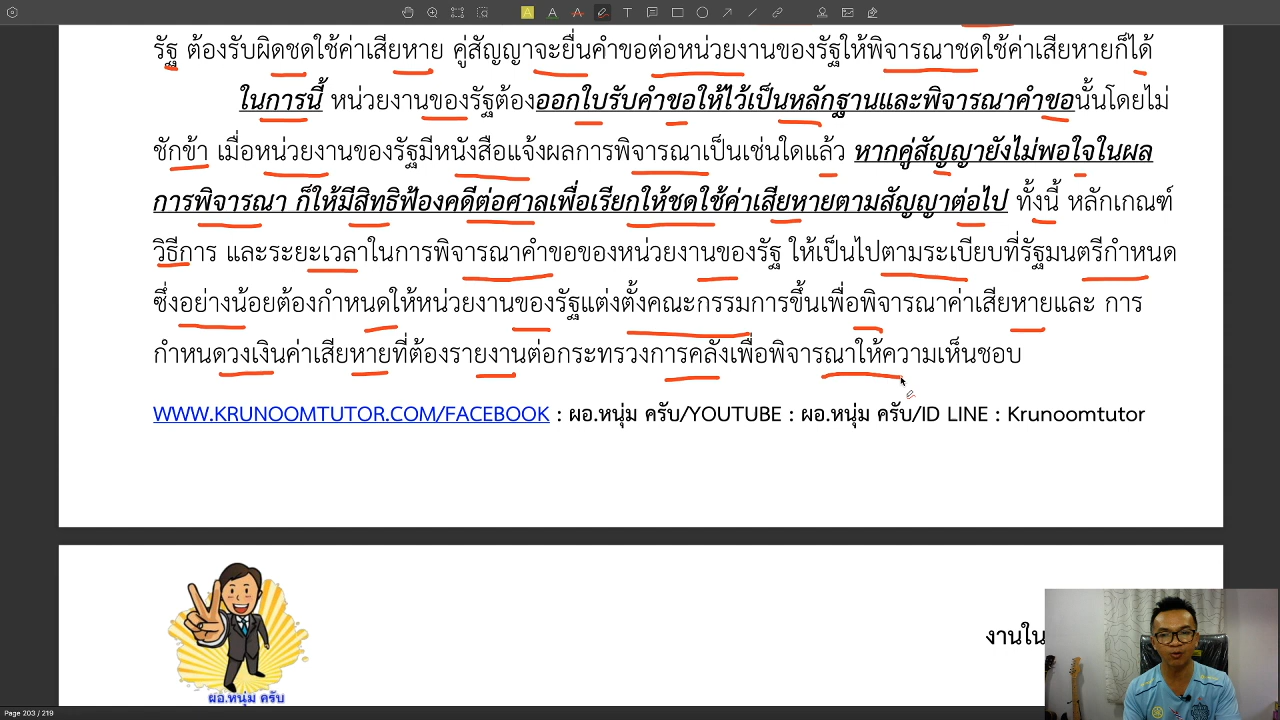 รัฐ ต้องรับผิดชดใช้ค่าเสียหาย คู่สัญญาจะยื่นคำขอต่อหน่วยงานของรัฐให้พิจารณาชดใช้ค่าเสียหายก็ได้
ในการนี้ หน่วยงานของรัฐต้องออกใบรับคำขอให้ไว้เป็นหลักฐานและพิจารณาคำขอนั้นโดยไม่
ชักข้า เมื่อหน่วยงานของรัฐมีหนังสือแจ้งผลการพิจารณาเป็นเช่นใดแล้ว หากคู่สัญญายังไม่พอใจในผล
การพิจารณา ก็ให้มีสิทธิฟ้องคดีต่อศาลเพื่อเรียกให้ชดใช้ค่าเสียหายตามสัญญาต่อไป ทั้งนี้ หลักเกณฑ์
วิธีการ และระยะเวลาในการพิจารณาคำขอของหน่วยงานของรัฐ ให้เป็นไปตามระเบียบที่รัฐมนตรีกำหนด
ซึ่งอย่างน้อยต้องกำหนดให้หน่วยงานของรัฐแต่งตั้งคณะกรรมการขึ้นเพื่อพิจารณาค่าเสียหายและ การ
กำหนดวงเงินค่าเสียหายที่ต้องรายงานต่อกระทรวงการคลังเพื่อพิจารณาให้ความเห็นชอบ
WWW.KRUNOOMTUTOR.COM/FACEBOOK : ผอ.หนุ่ม ครับ/YOUTUBE : ผอ.หนุ่ม ครับ/ID LINE : Krunoomtutor
ผอ.หนุ่ม ครับ
งานใน
Page 203 / 219